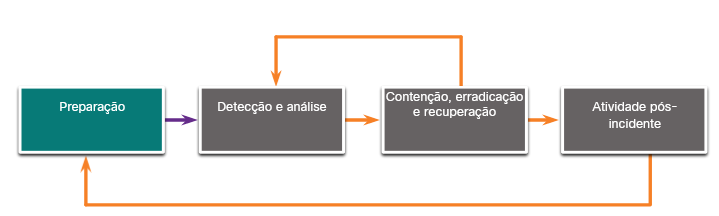 Preparação
Detecção e análise
Contenção, erradicação
e recuperação
Atividade pós-
incidente